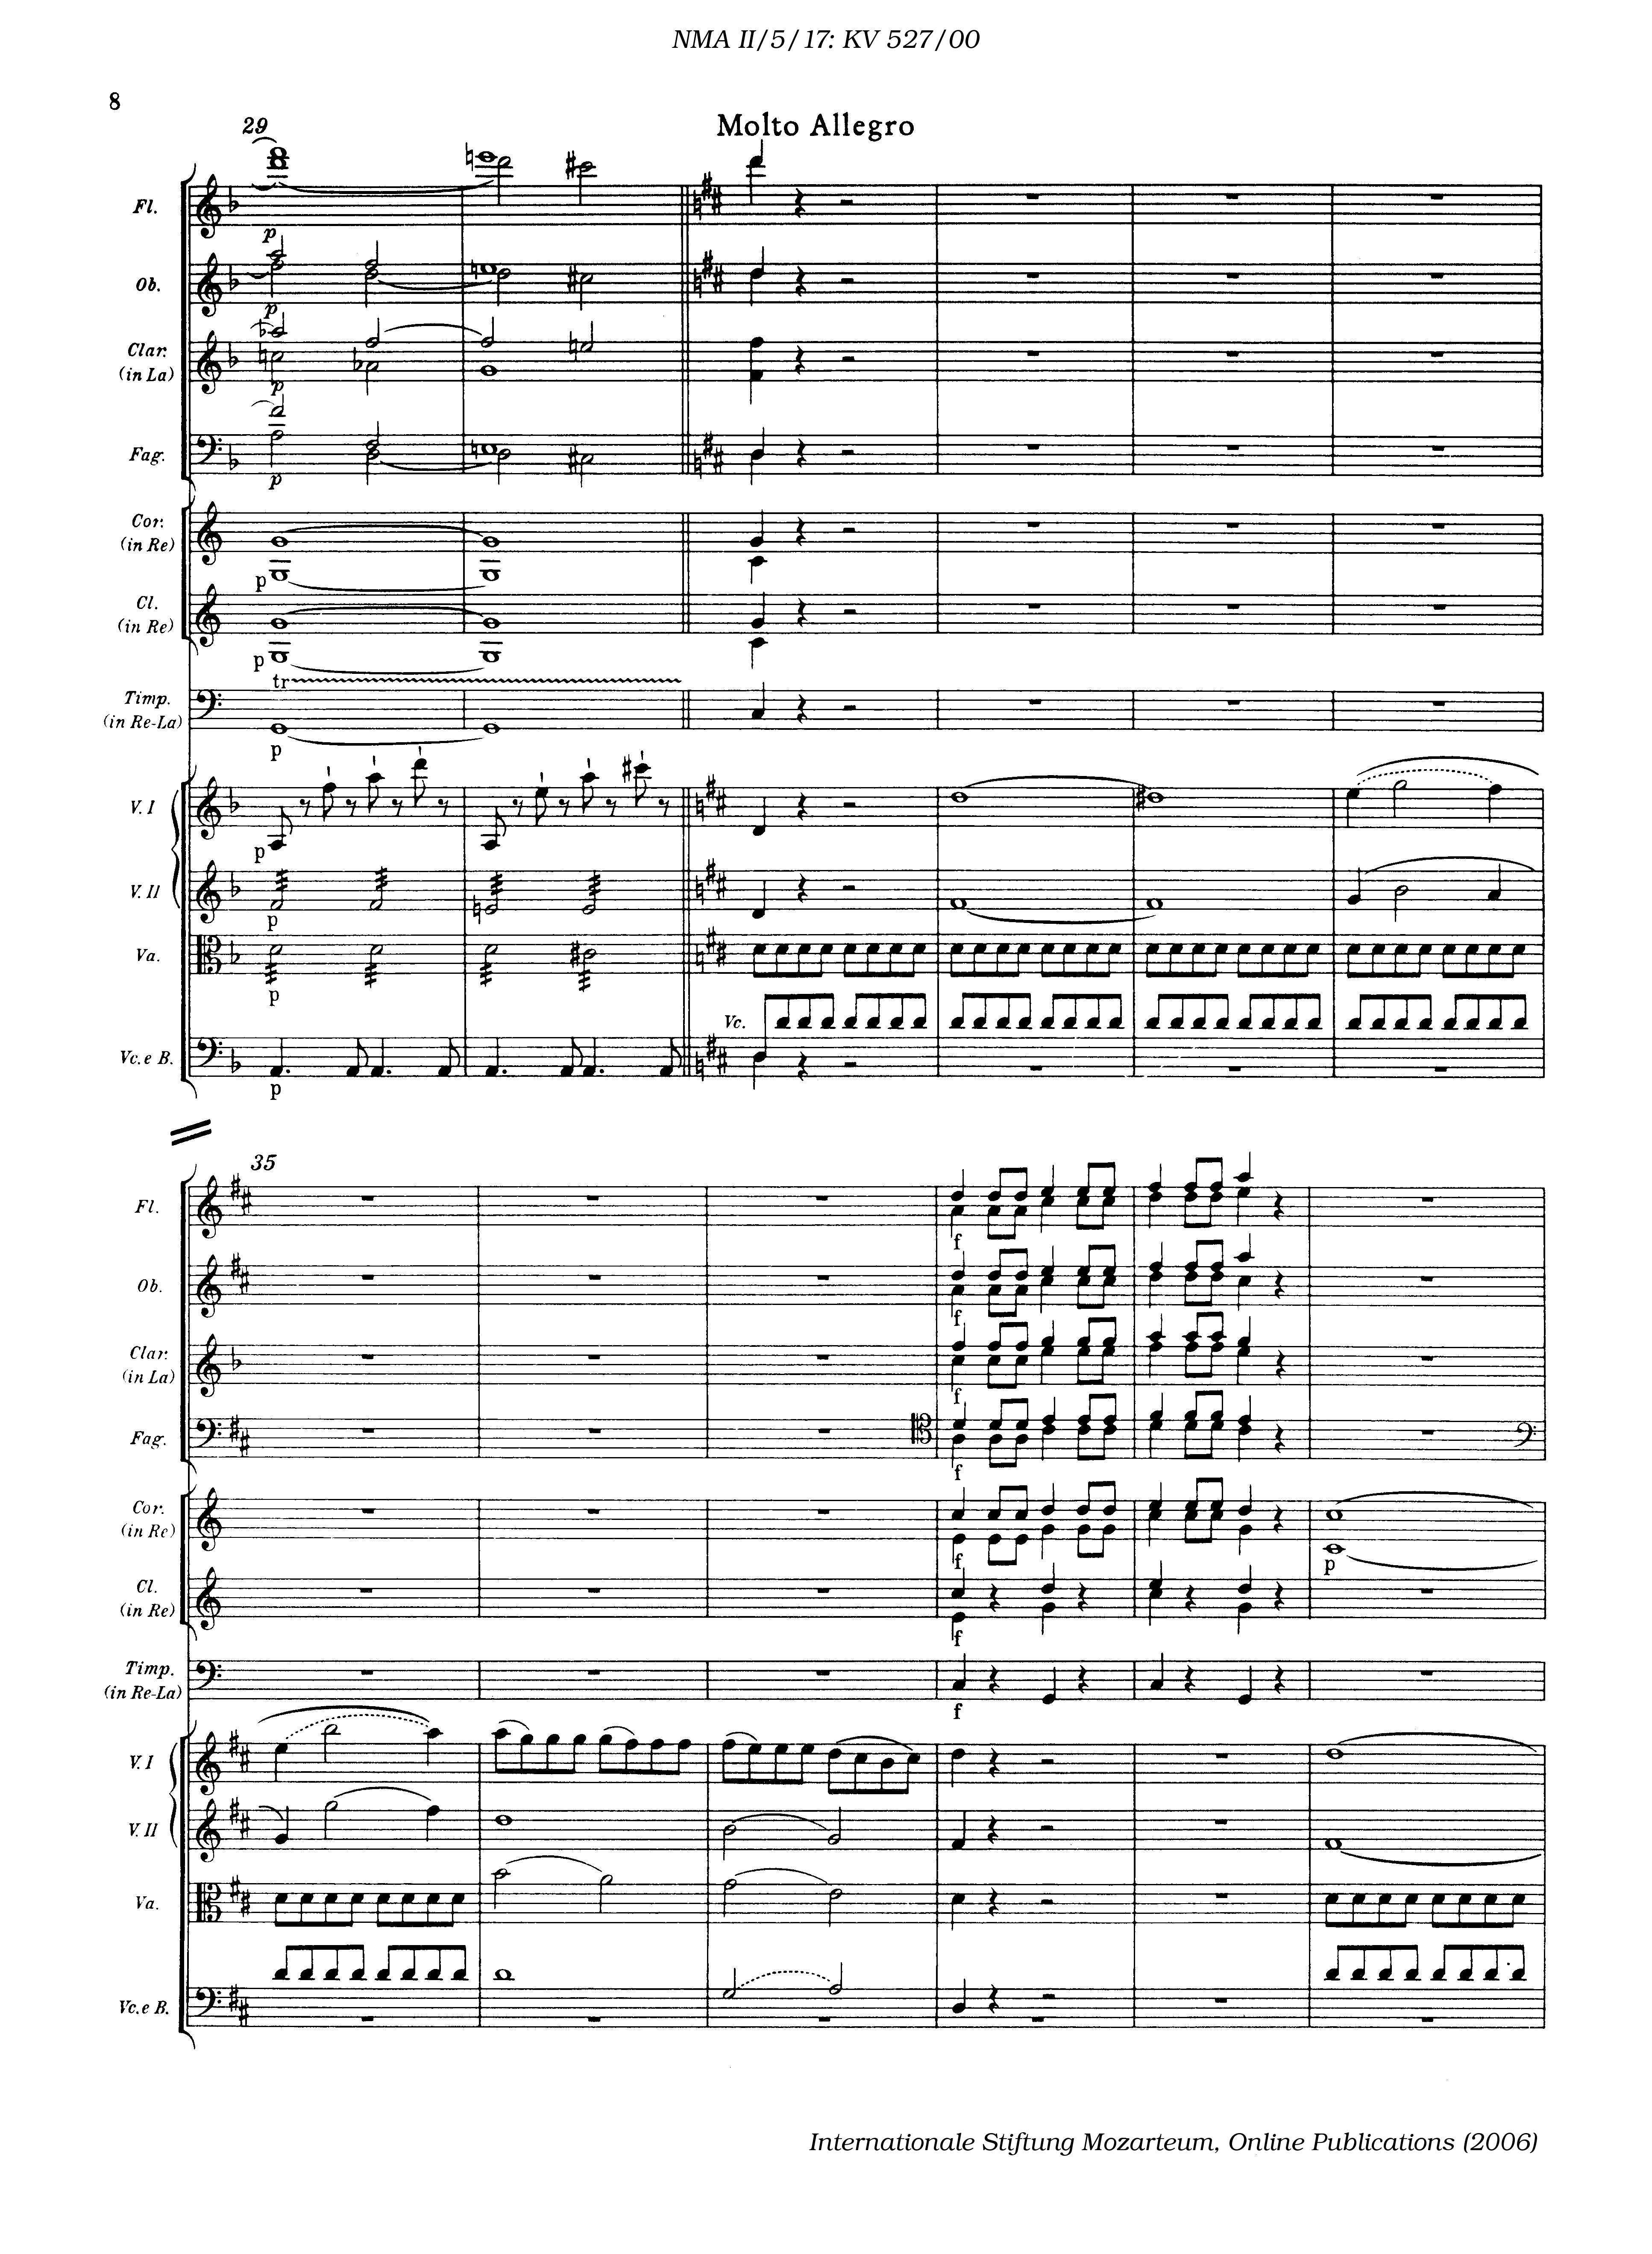 NMA II/5/17: KV 527/00
8
29
Molto Allegro
Fl.
p
Ob.
p
Clar.
(in La)
p
Fag.
p
Cor.
(in Re)
p
Cl.
(in Re)
p
tr
Timp.
(in Re-La)
p
V. I
p
V. II
p
Va.
p
Vc.
Vc. e B.
p
35
Fl.
f
Ob.
f
Clar.
(in La)
f
Fag.
f
Cor.
(in Re)
f
p
Cl.
(in Re)
f
Timp.
(in Re-La)
f
V. I
V. II
Va.
Vc. e B.
Internationale Stiftung Mozarteum, Online Publications (2006)